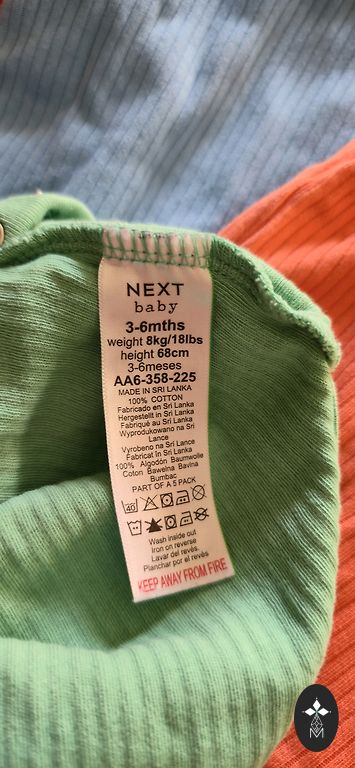 NEXT
baby
3-6mths
weight 8kg/18lbs
height 68cm
3-6meses
AA6-358-225
MADE IN SRI LANKA
100% COTTON
Fabricado en Sri Lanka
Hergestellt in Sri Lanka
Fabriqué au Sri Lanka
Wyprodukowano na Sri
Lance
Vyrobeno na Srí Lance
Fabricat în Sri Lanka
100% Algodón Baumwolle
Coton Bawełna Bavlna
Bumbac
PART OF A 5 PACK
40
Wash inside out
Iron on reverse
Lavar del revés
Planchar por el revés
KEEP AWAY FROM FIRE
M